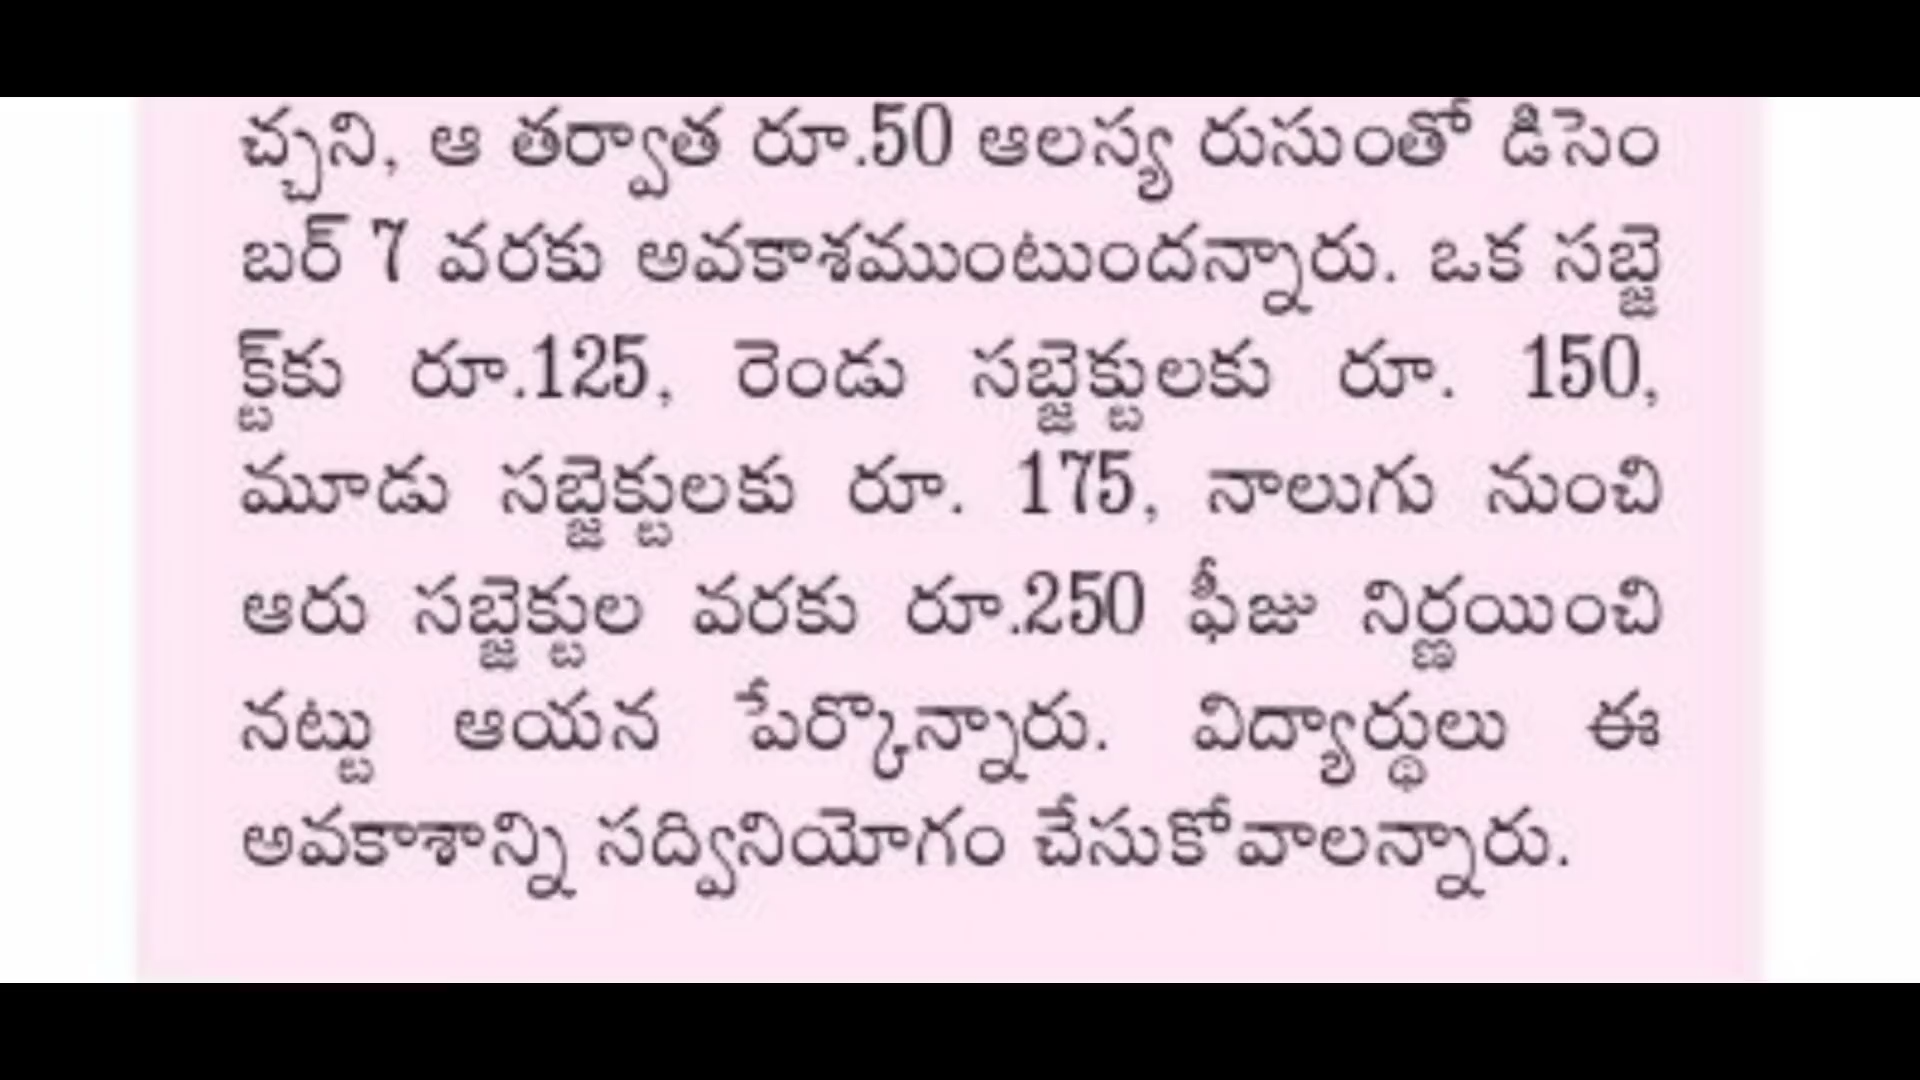 చ్చని, ఆ తర్వాత రూ.50 ఆలస్య రుసుంతో డిసెం
బర్ 7 వరకు అవకాశముంటుందన్నారు. ఒక సబ్జె
క్ట్‌కు రూ.125, రెండు సబ్జెక్టులకు రూ. 150,
మూడు సబ్జెక్టులకు రూ. 175, నాలుగు నుంచి
ఆరు సబ్జెక్టుల వరకు రూ.250 ఫీజు నిర్ణయించి
నట్టు ఆయన పేర్కొన్నారు. విద్యార్థులు ఈ
అవకాశాన్ని సద్వినియోగం చేసుకోవాలన్నారు.